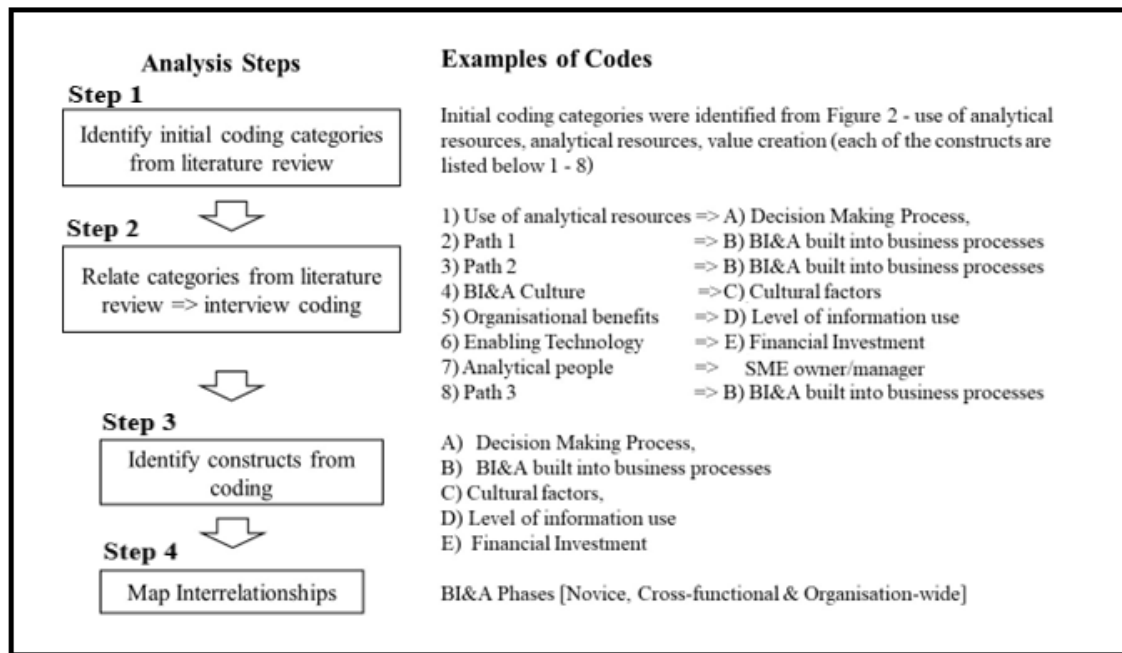 Analysis Steps
Examples of Codes
Step 1
Identify initial coding categories
from literature review
Initial coding categories were identified from Figure 2 - use of analytical
resources, analytical resources, value creation (each of the constructs are
listed below 1 - 8)
Step 2
Relate categories from literature
review => interview coding
1) Use of analytical resources => A) Decision Making Process,
2) Path 1 => B) BI&A built into business processes
3) Path 2 => B) BI&A built into business processes
4) BI&A Culture =>C) Cultural factors
5) Organisational benefits => D) Level of information use
6) Enabling Technology => E) Financial Investment
7) Analytical people => SME owner/manager
8) Path 3 => B) BI&A built into business processes
Step 3
Identify constructs from
coding
A) Decision Making Process,
B) BI&A built into business processes
C) Cultural factors,
D) Level of information use
E) Financial Investment
Step 4
Map Interrelationships
BI&A Phases [Novice, Cross-functional & Organisation-wide]